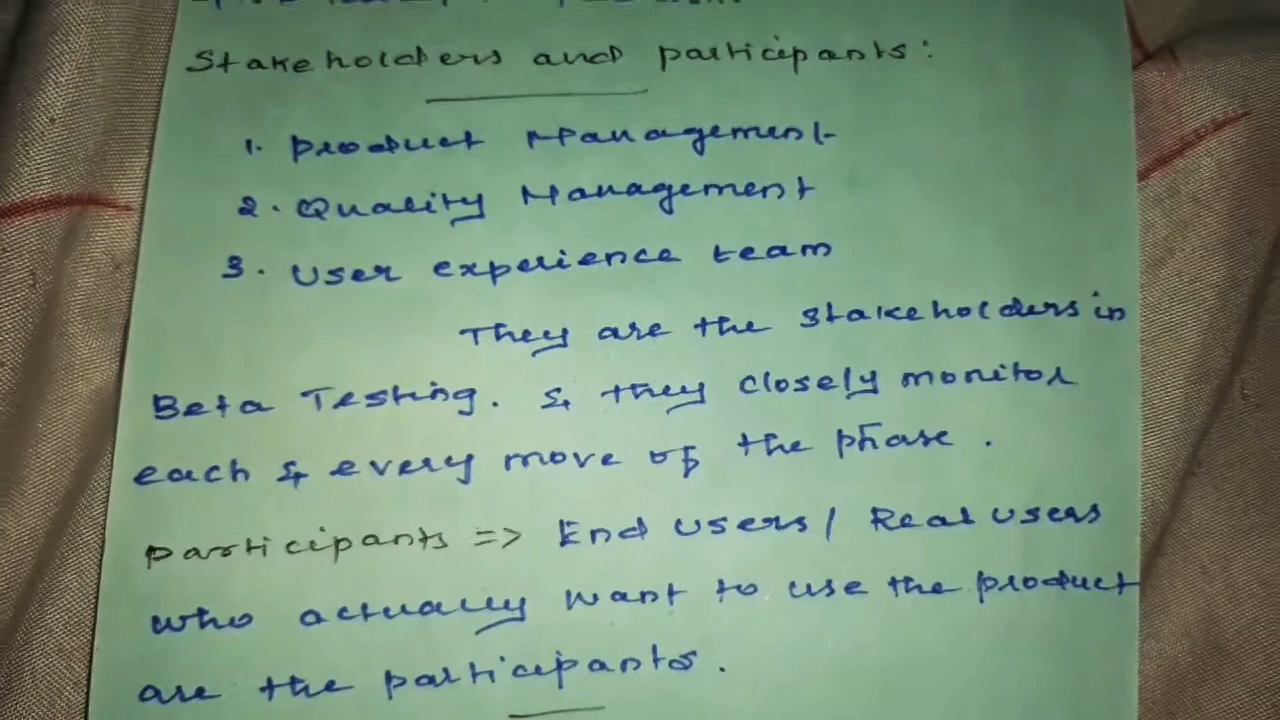 Stakeholders and participants:
1. Product Management
2. Quality Management
3. User experience team
They are the stakeholders in
Beta Testing. & they closely monitor
each & every move of the phase.
participants => End users/ Real users
who actually want to use the product
are the participants.